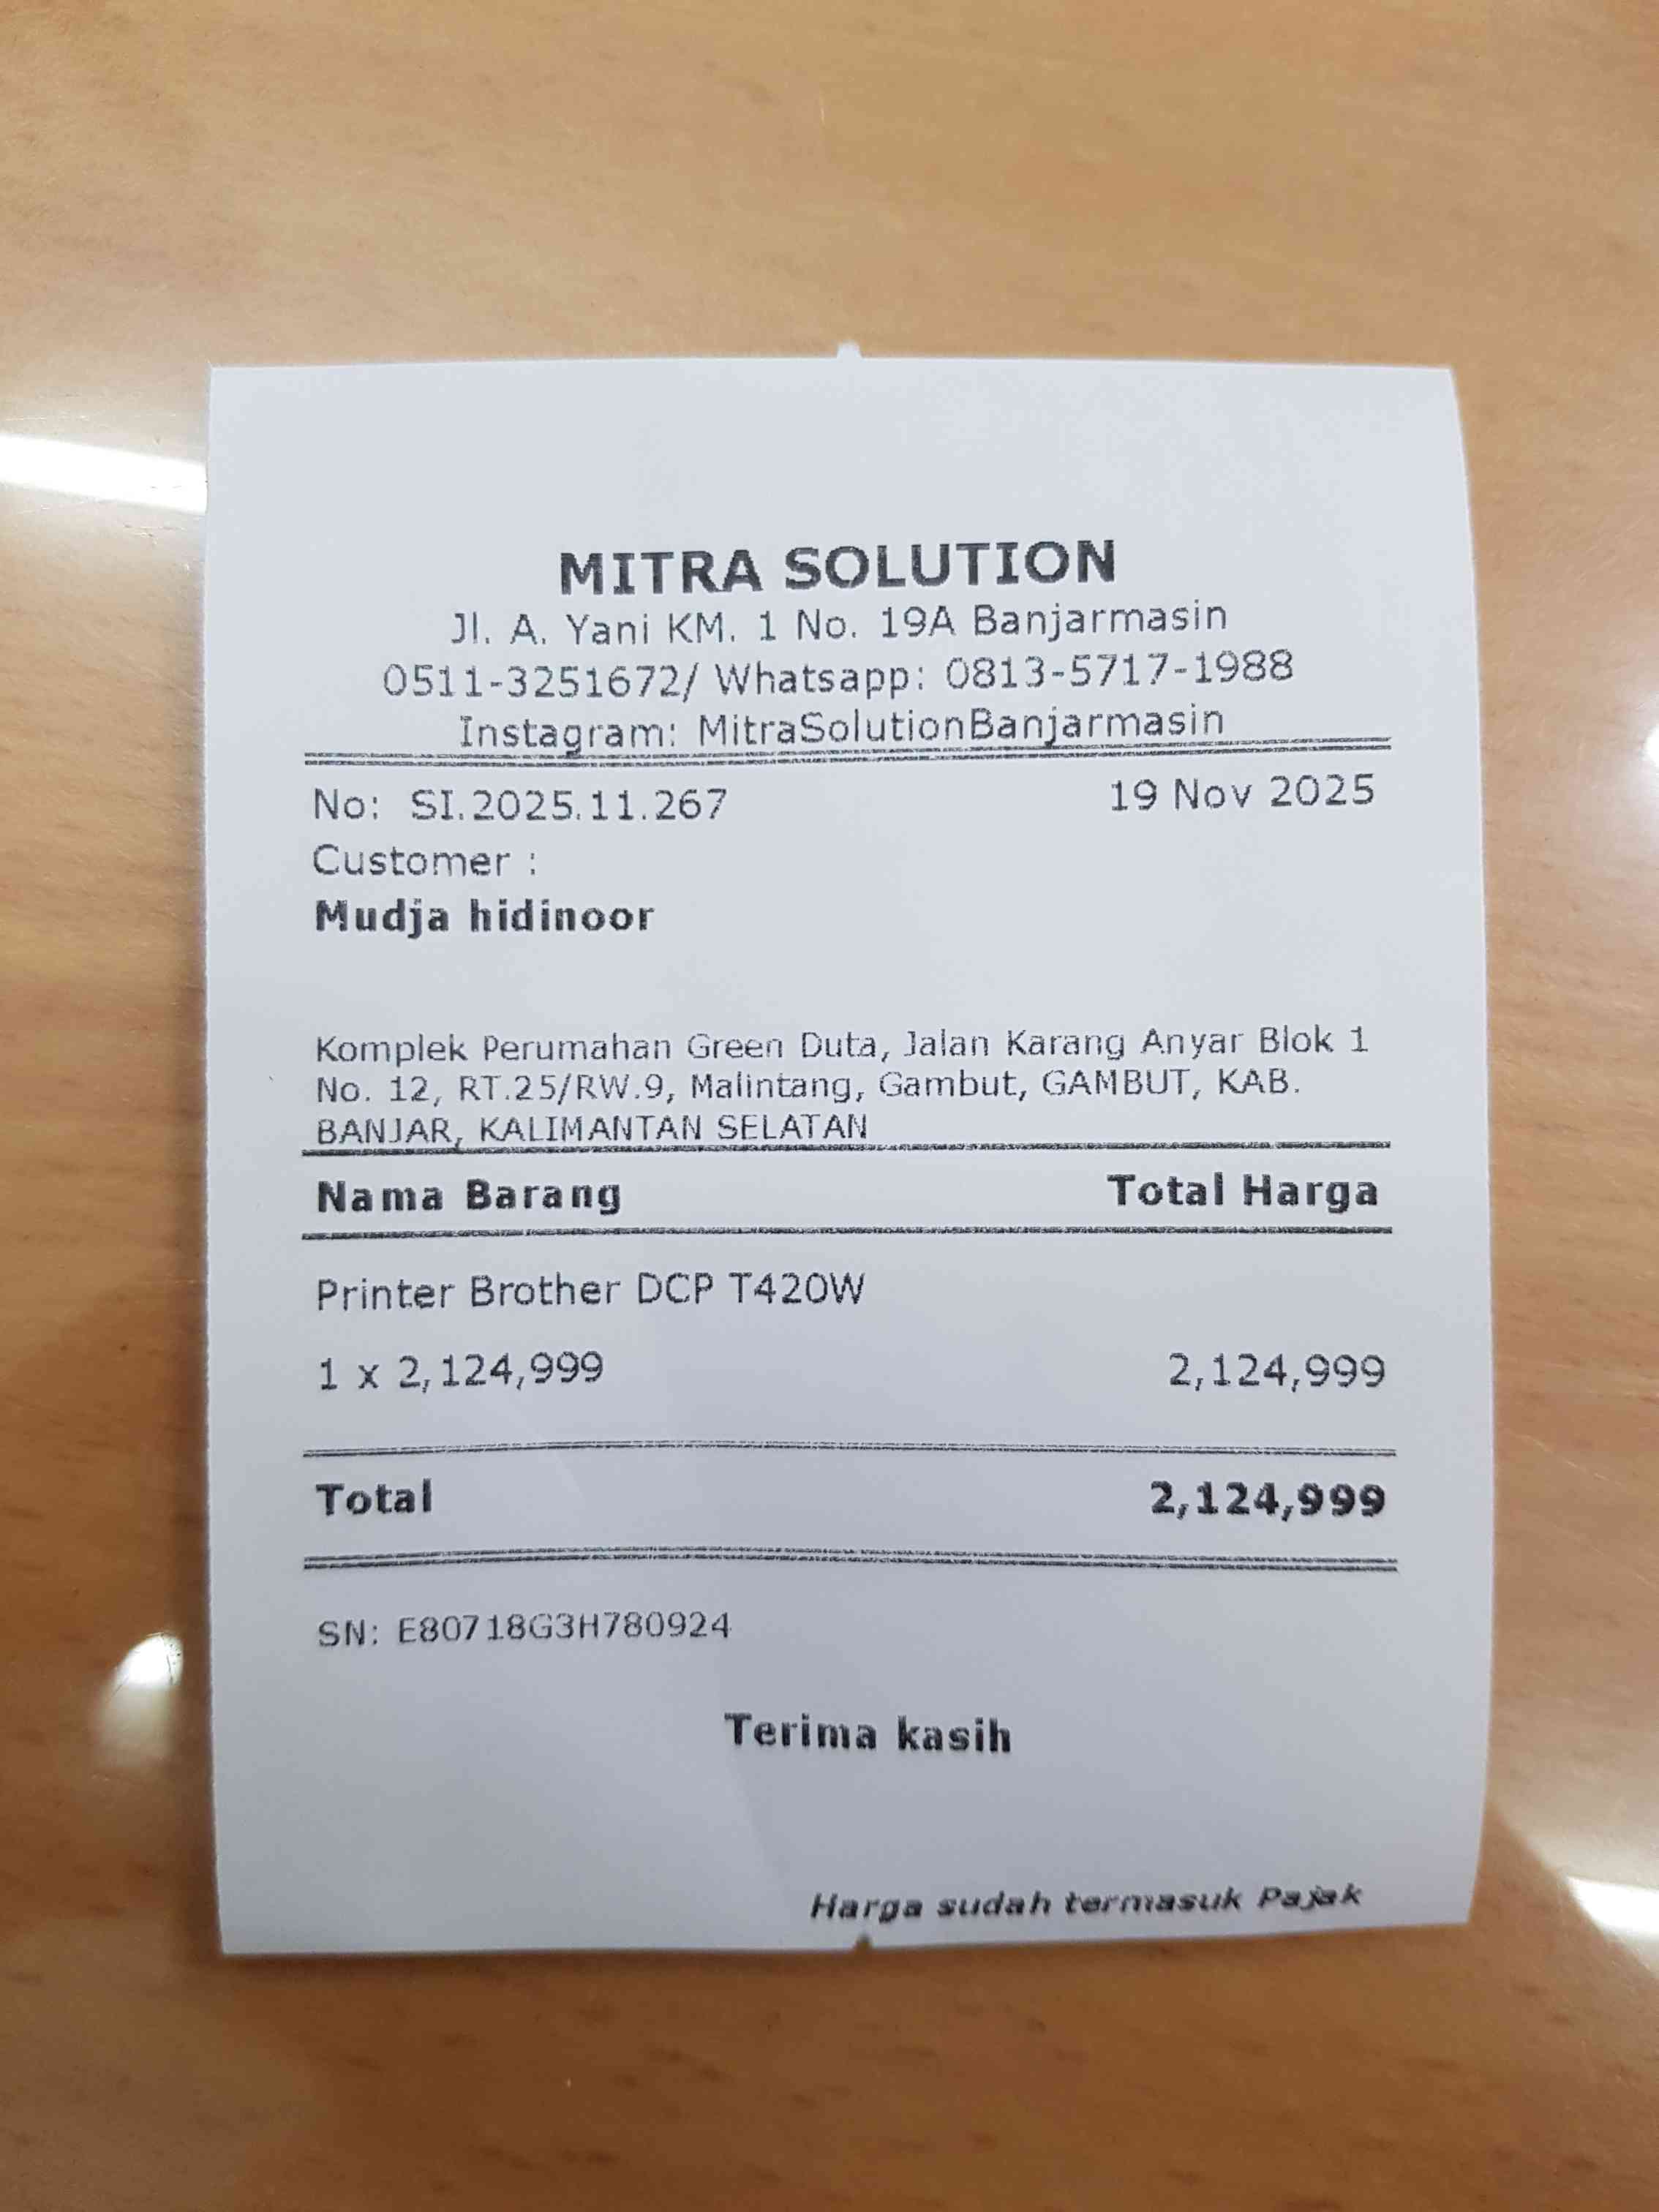 MITRA SOLUTION
Jl. A. Yani KM. 1 No. 19A Banjarmasin
0511-3251672/ Whatsapp: 0813-5717-1988
Instagram: MitraSolutionBanjarmasin
No: SI.2025.11.267 19 Nov 2025
Customer :
Mudja hidinoor
Komplek Perumahan Green Duta, Jalan Karang Anyar Blok 1
No. 12, RT.25/RW.9, Malintang, Gambut, GAMBUT, KAB.
BANJAR, KALIMANTAN SELATAN
Nama Barang Total Harga
Printer Brother DCP T420W
1 x 2,124,999 2,124,999
Total 2,124,999
SN: E80718G3H780924
Terima kasih
Harga sudah termasuk Pajak